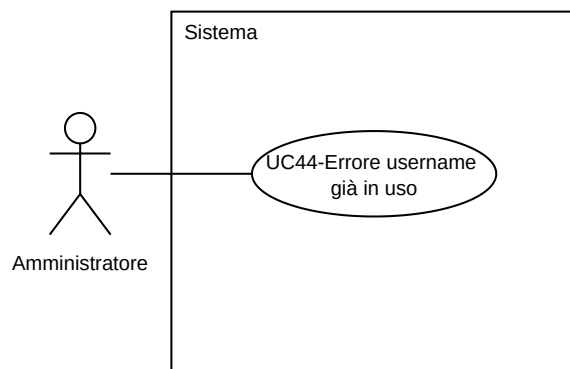 Sistema
UC44-Errore username
già in uso
Amministratore